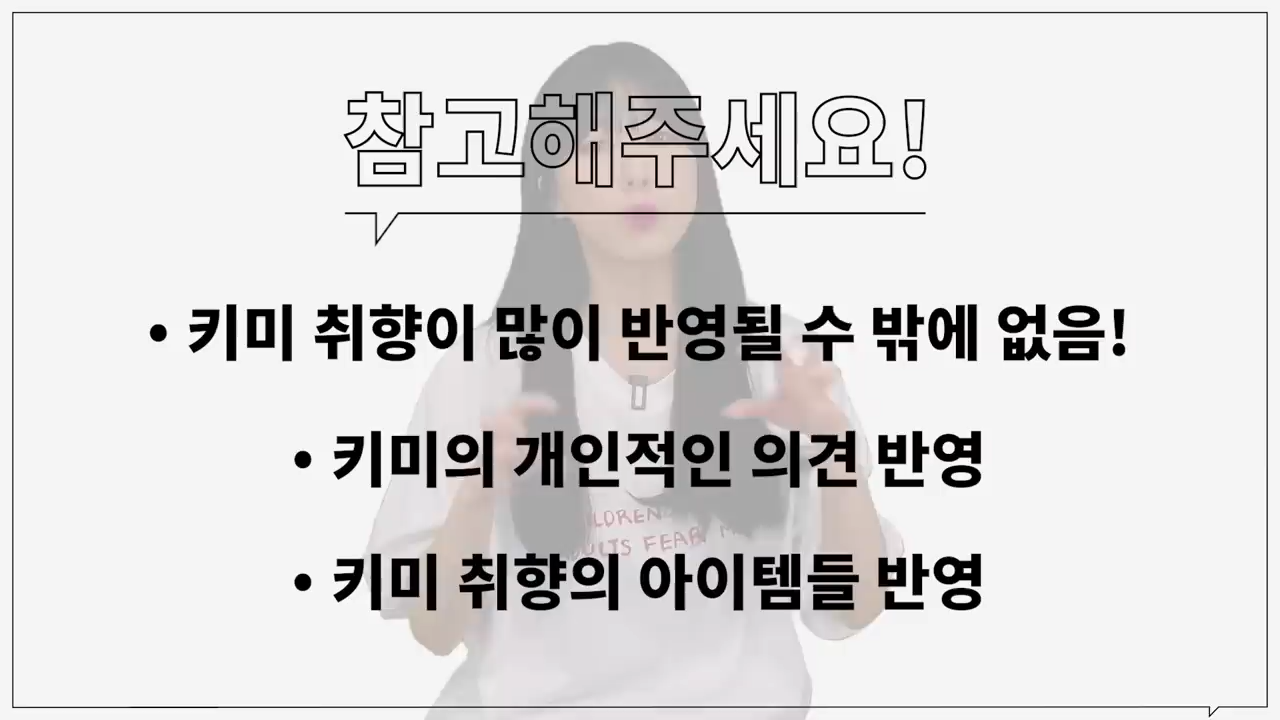 참고해주세요!
• 키미 취향이 많이 반영될 수 밖에 없음!
• 키미의 개인적인 의견 반영
• 키미 취향의 아이템들 반영
FEAR